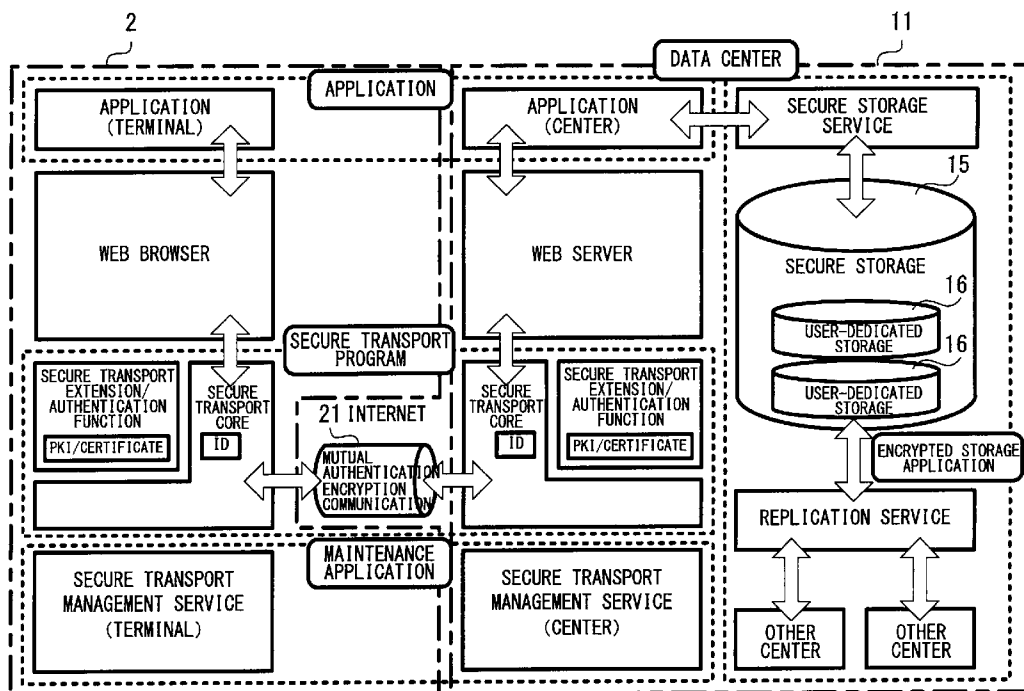 2
11
DATA CENTER
APPLICATION
APPLICATION
(TERMINAL)
APPLICATION
(CENTER)
SECURE STORAGE
SERVICE
WEB BROWSER
WEB SERVER
15
SECURE STORAGE
16
USER-DEDICATED
STORAGE
16
USER-DEDICATED
STORAGE
SECURE TRANSPORT
PROGRAM
SECURE TRANSPORT
EXTENSION/
AUTHENTICATION
FUNCTION
PKI/CERTIFICATE
SECURE
TRANSPORT
CORE
ID
21 INTERNET
MUTUAL
AUTHENTICATION
ENCRYPTION
COMMUNICATION
SECURE
TRANSPORT
CORE
ID
SECURE TRANSPORT
EXTENSION/
AUTHENTICATION
FUNCTION
PKI/CERTIFICATE
ENCRYPTED STORAGE
APPLICATION
REPLICATION SERVICE
MAINTENANCE
APPLICATION
SECURE TRANSPORT
MANAGEMENT SERVICE
(TERMINAL)
SECURE TRANSPORT
MANAGEMENT SERVICE
(CENTER)
OTHER
CENTER
OTHER
CENTER